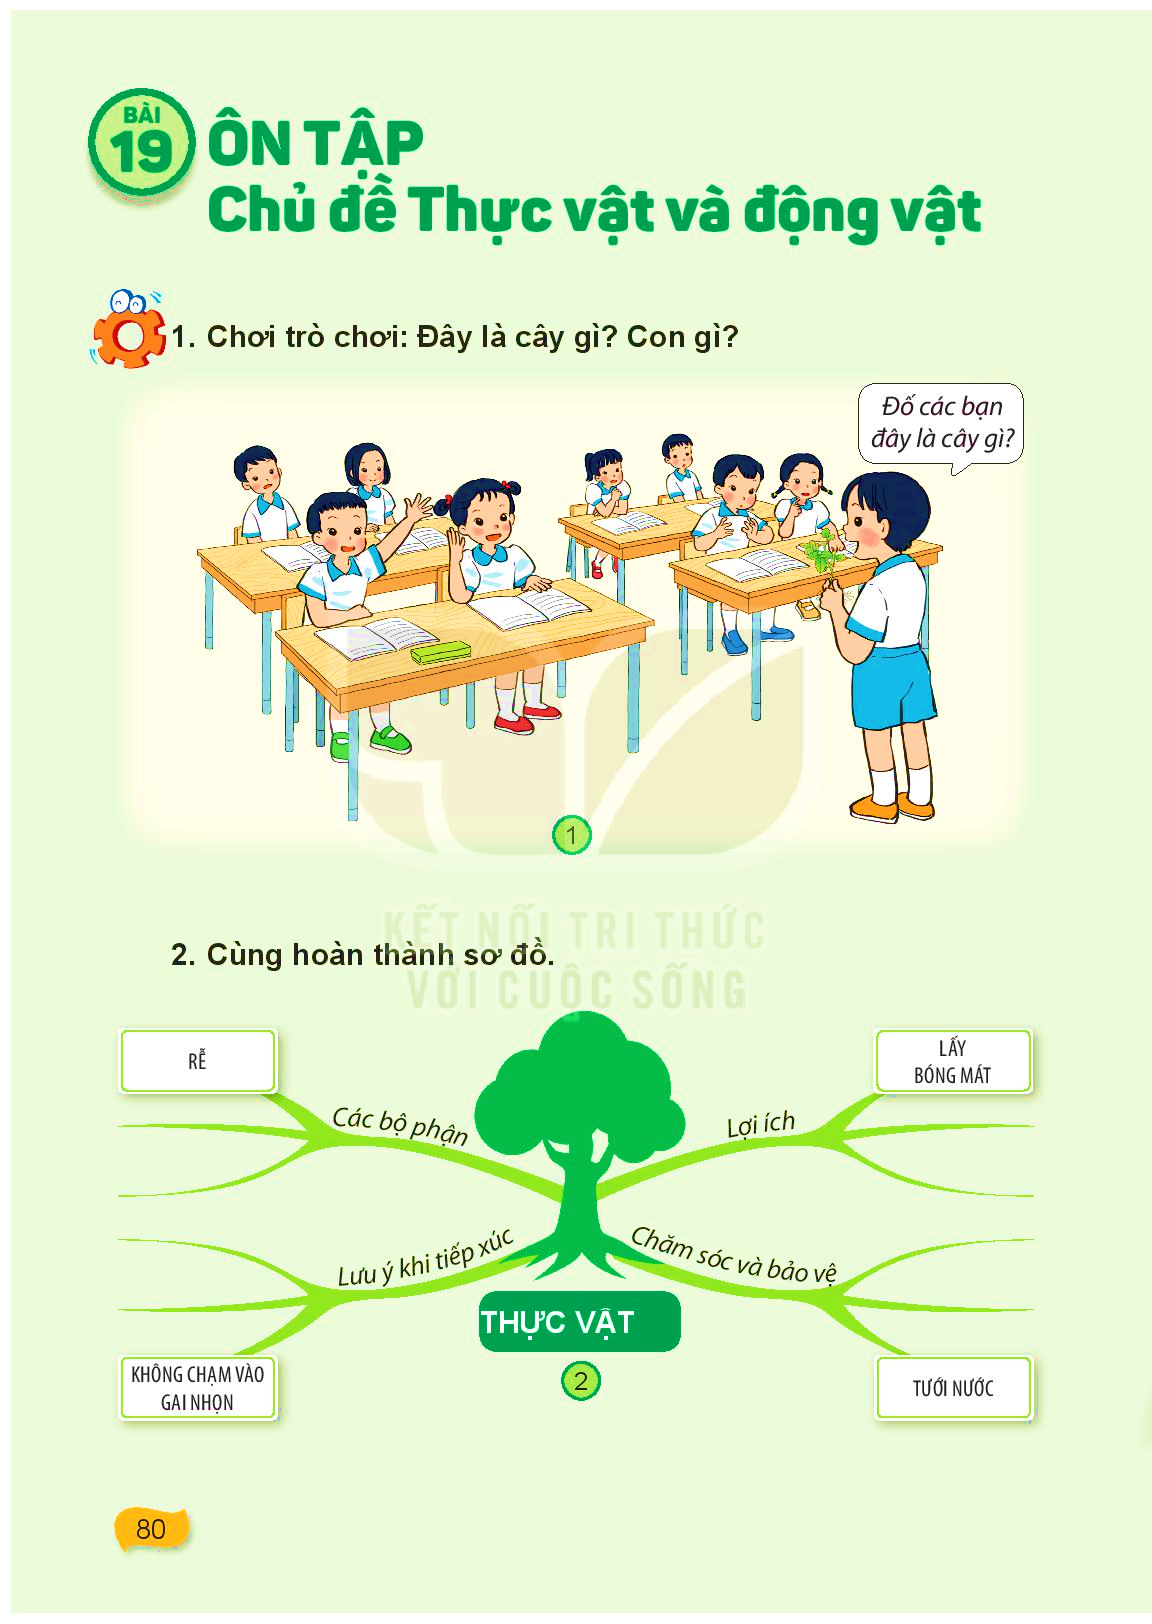 BÀI
19
ÔN TẬP
Chủ đề Thực vật và động vật
1. Chơi trò chơi: Đây là cây gì? Con gì?
Đố các bạn
đây là cây gì?
1
KẾT NỐI TRI THỨC
VỚI CUỘC SỐNG
2. Cùng hoàn thành sơ đồ.
RỄ
LẤY
BÓNG MÁT
Các bộ phận
Lợi ích
Lưu ý khi tiếp xúc
Chăm sóc và bảo vệ
THỰC VẬT
KHÔNG CHẠM VÀO
GAI NHỌN
2
TƯỚI NƯỚC
80